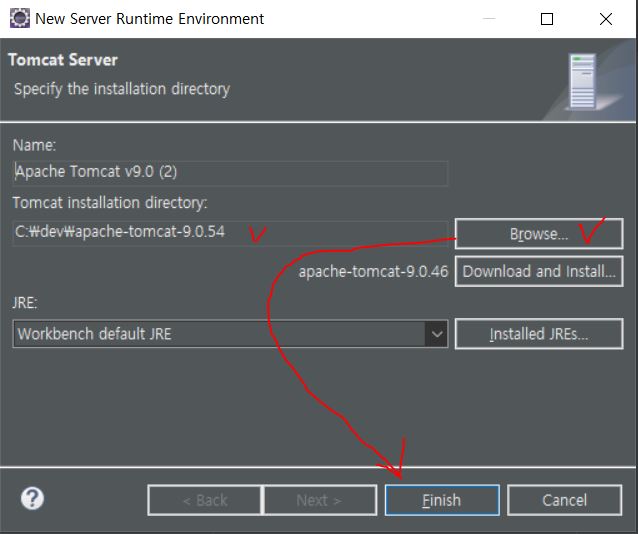 New Server Runtime Environment
Tomcat Server
Specify the installation directory
Name:
Apache Tomcat v9.0 (2)
Tomcat installation directory:
C:₩dev₩apache-tomcat-9.0.54
Browse...
apache-tomcat-9.0.46
Download and Install...
JRE:
Workbench default JRE
Installed JREs...
?
< Back
Next >
Finish
Cancel